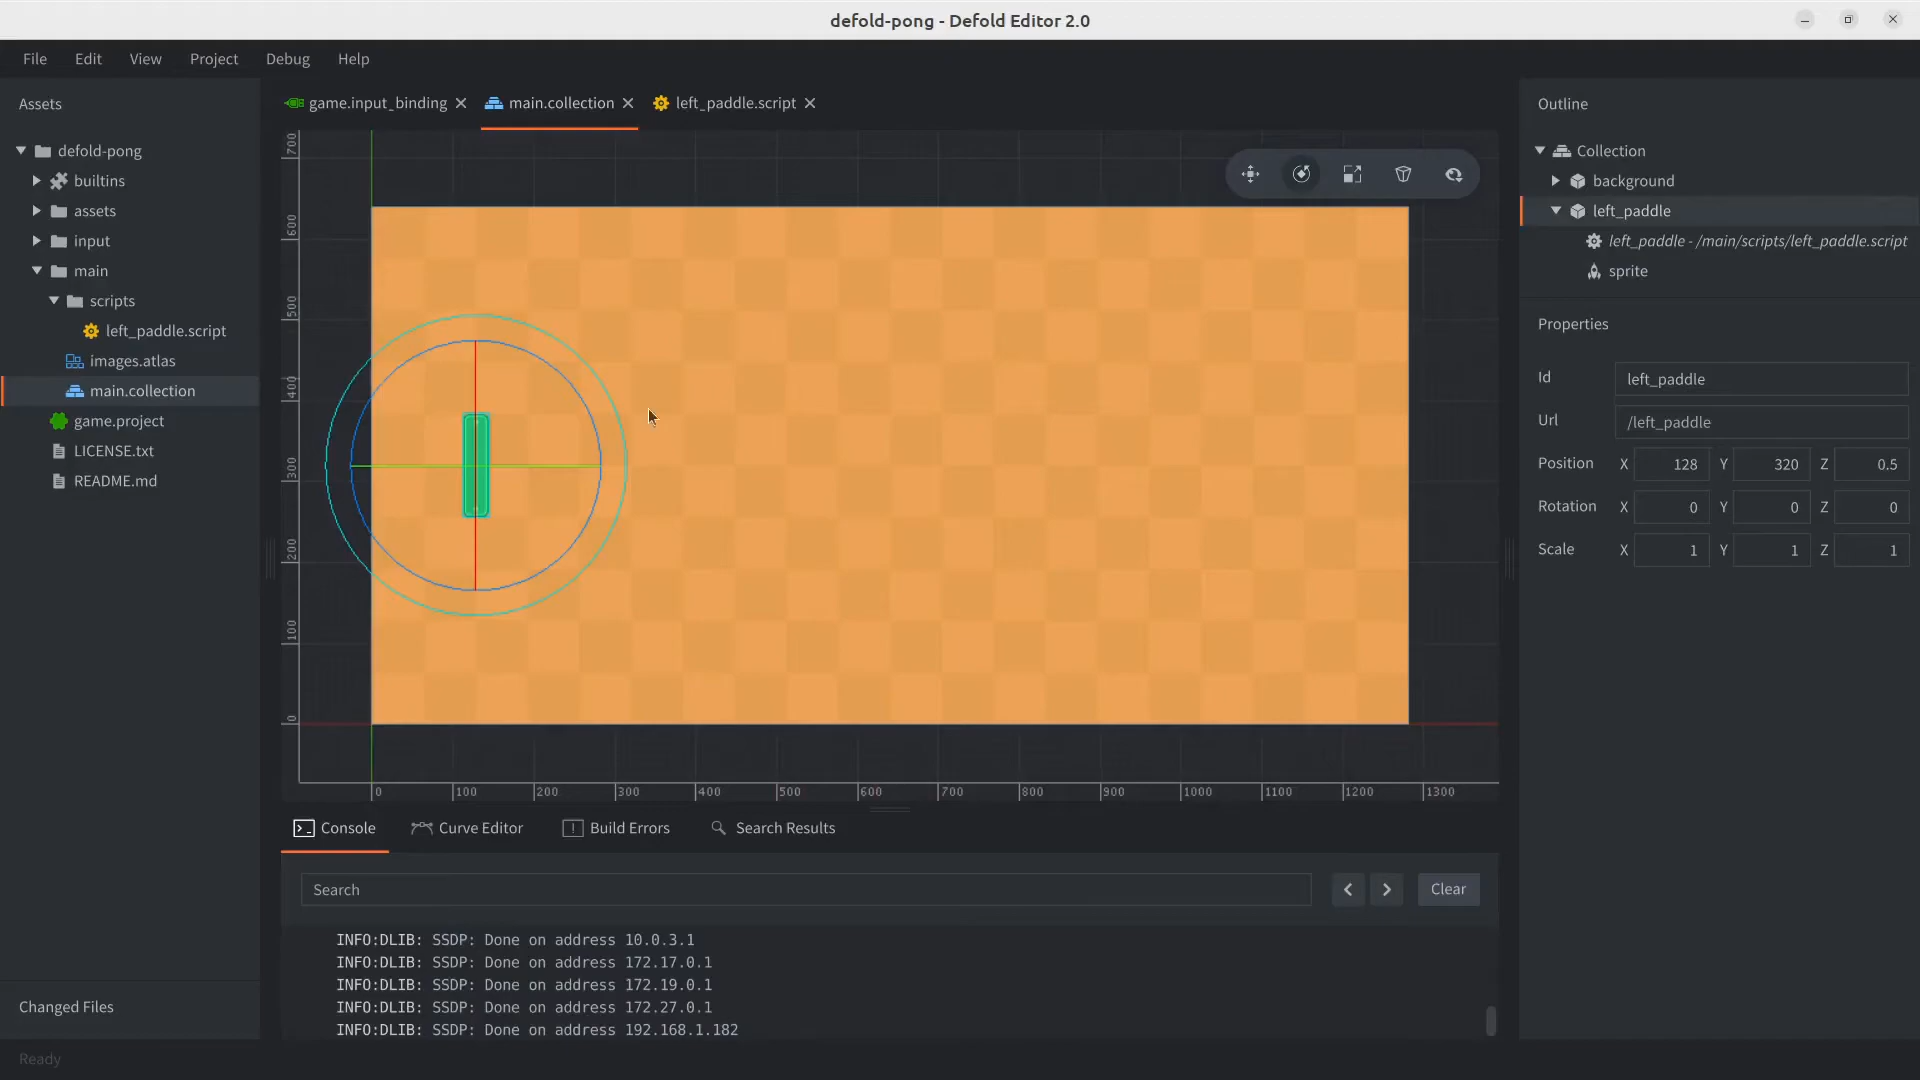 defold-pong - Defold Editor 2.0
File Edit View Project Debug Help
Assets
defold-pong
builtins
assets
input
main
scripts
left_paddle.script
images.atlas
main.collection
game.project
LICENSE.txt
README.md
Changed Files
Ready
game.input_binding main.collection left_paddle.script
700
600
500
400
300
200
100
0
0 100 200 300 400 500 600 700 800 900 1000 1100 1200 1300
Console Curve Editor Build Errors Search Results
Search Clear
INFO:DLIB: SSDP: Done on address 10.0.3.1
INFO:DLIB: SSDP: Done on address 172.17.0.1
INFO:DLIB: SSDP: Done on address 172.19.0.1
INFO:DLIB: SSDP: Done on address 172.27.0.1
INFO:DLIB: SSDP: Done on address 192.168.1.182
Outline
Collection
background
left_paddle
left_paddle - /main/scripts/left_paddle.script
sprite
Properties
Id left_paddle
Url /left_paddle
Position X 128 Y 320 Z 0.5
Rotation X 0 Y 0 Z 0
Scale X 1 Y 1 Z 1